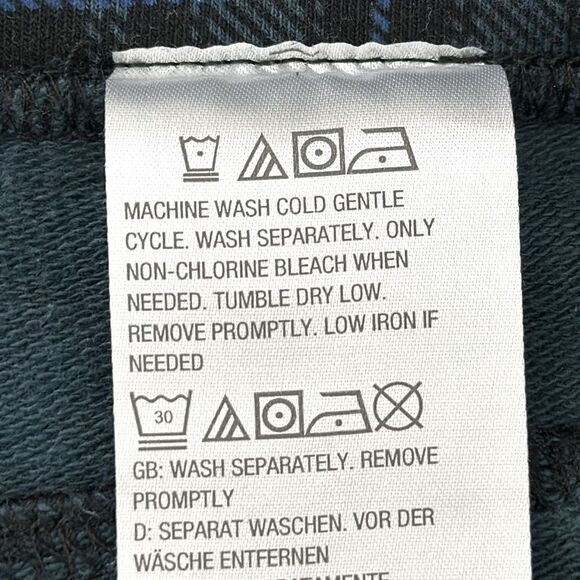 MACHINE WASH COLD GENTLE
CYCLE. WASH SEPARATELY. ONLY
NON-CHLORINE BLEACH WHEN
NEEDED. TUMBLE DRY LOW.
REMOVE PROMPTLY. LOW IRON IF
NEEDED
30
GB: WASH SEPARATELY. REMOVE
PROMPTLY
D: SEPARAT WASCHEN. VOR DER
WÄSCHE ENTFERNEN